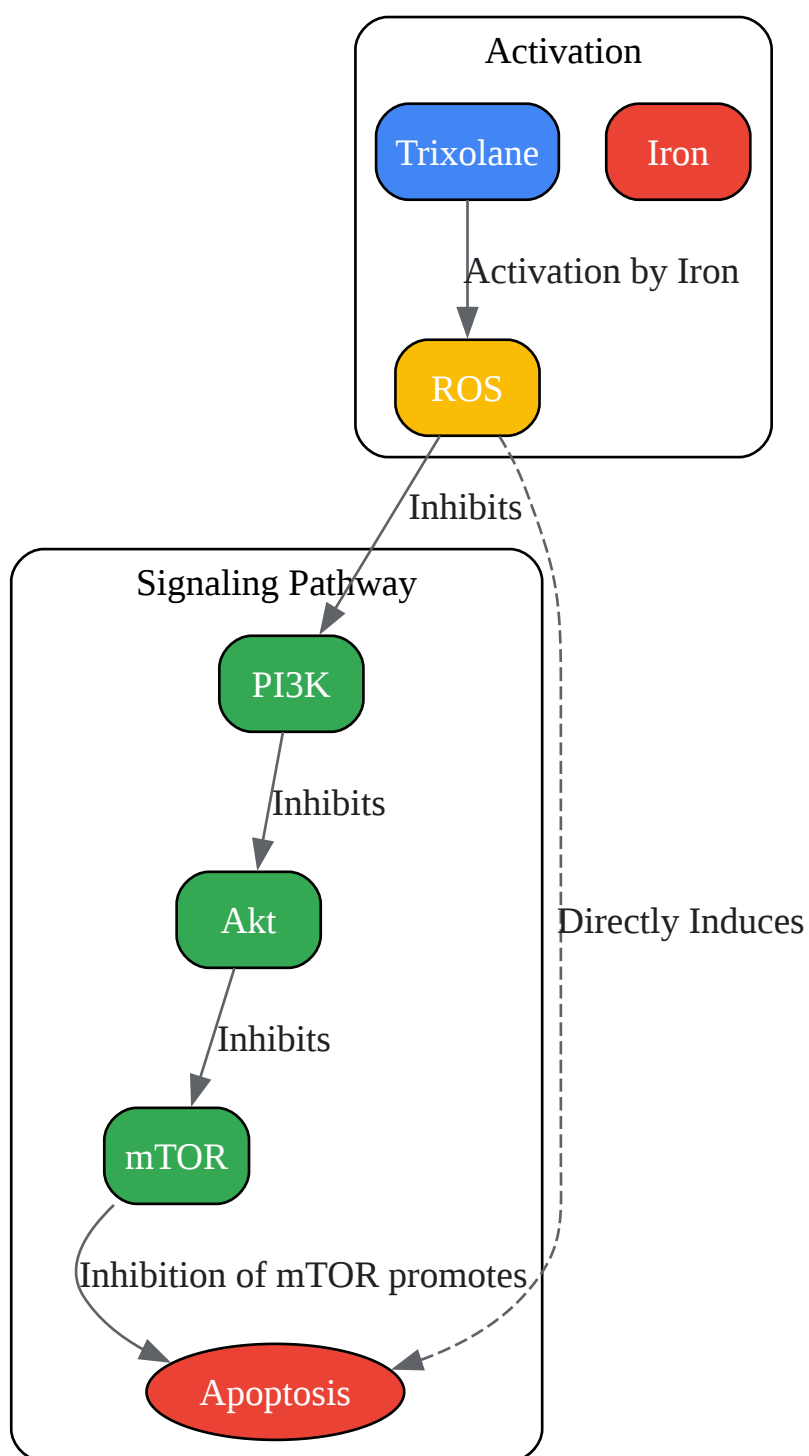 Activation
Trixolane
Iron
Activation by Iron
ROS
Inhibits
Signaling Pathway
PI3K
Inhibits
Akt
Directly Induces
Inhibits
mTOR
Inhibition of mTOR promotes
Apoptosis